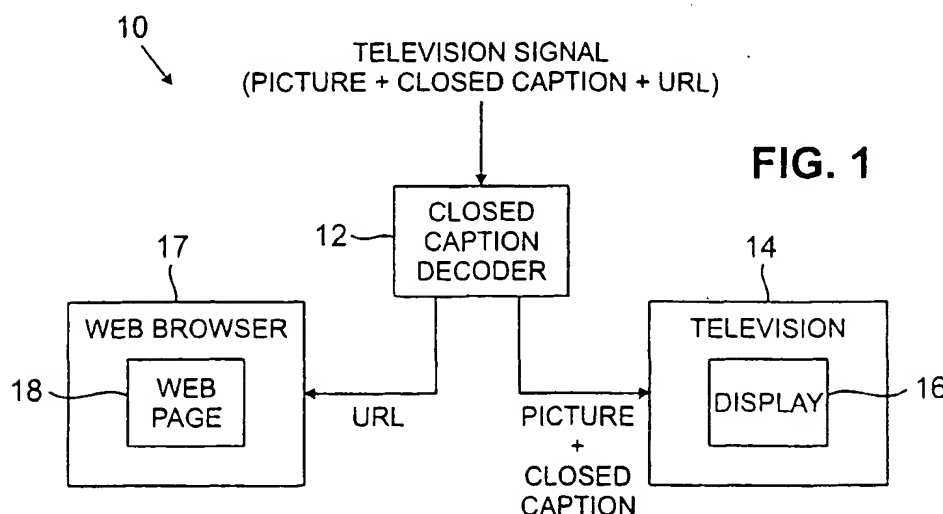 10
TELEVISION SIGNAL
(PICTURE + CLOSED CAPTION + URL)
FIG. 1
12
CLOSED
CAPTION
DECODER
17
WEB BROWSER
18
WEB
PAGE
URL
PICTURE
+
CLOSED
CAPTION
14
TELEVISION
DISPLAY
16